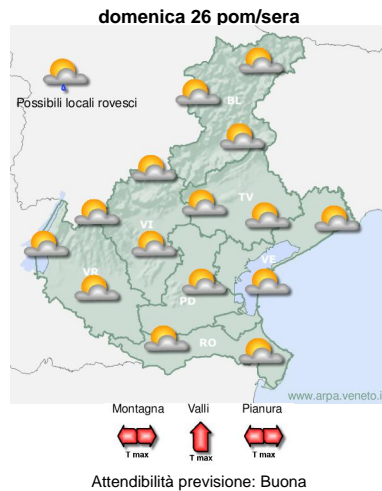 domenica 26 pom/sera
Possibili locali rovesci
BL
TV
VI
VE
VR
PD
RO
www.arpa.veneto.i
Montagna Valli Pianura
T max T max T max
Attendibilità previsione: Buona